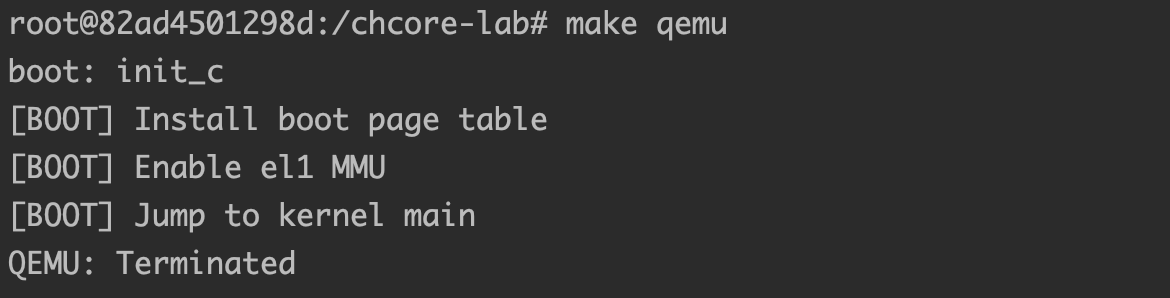 root@82ad4501298d:/chcore-lab# make qemu
boot: init_c
[BOOT] Install boot page table
[BOOT] Enable el1 MMU
[BOOT] Jump to kernel main
QEMU: Terminated